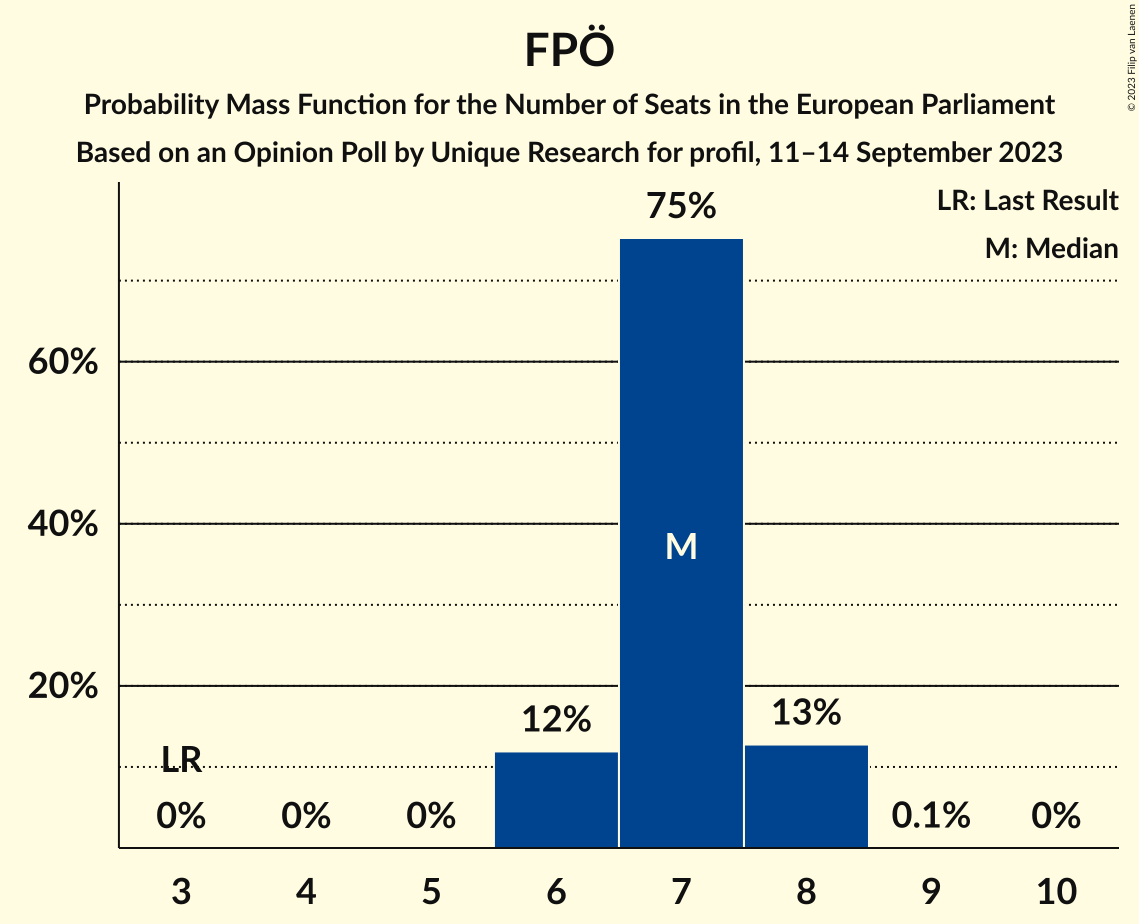 FPÖ
Probability Mass Function for the Number of Seats in the European Parliament
Based on an Opinion Poll by Unique Research for profil, 11–14 September 2023
© 2023 Filip van Laenen
LR: Last Result
M: Median
75%
60%
40%
20%
M
12%
13%
LR
0%
0%
0%
0.1%
0%
3
4
5
6
7
8
9
10